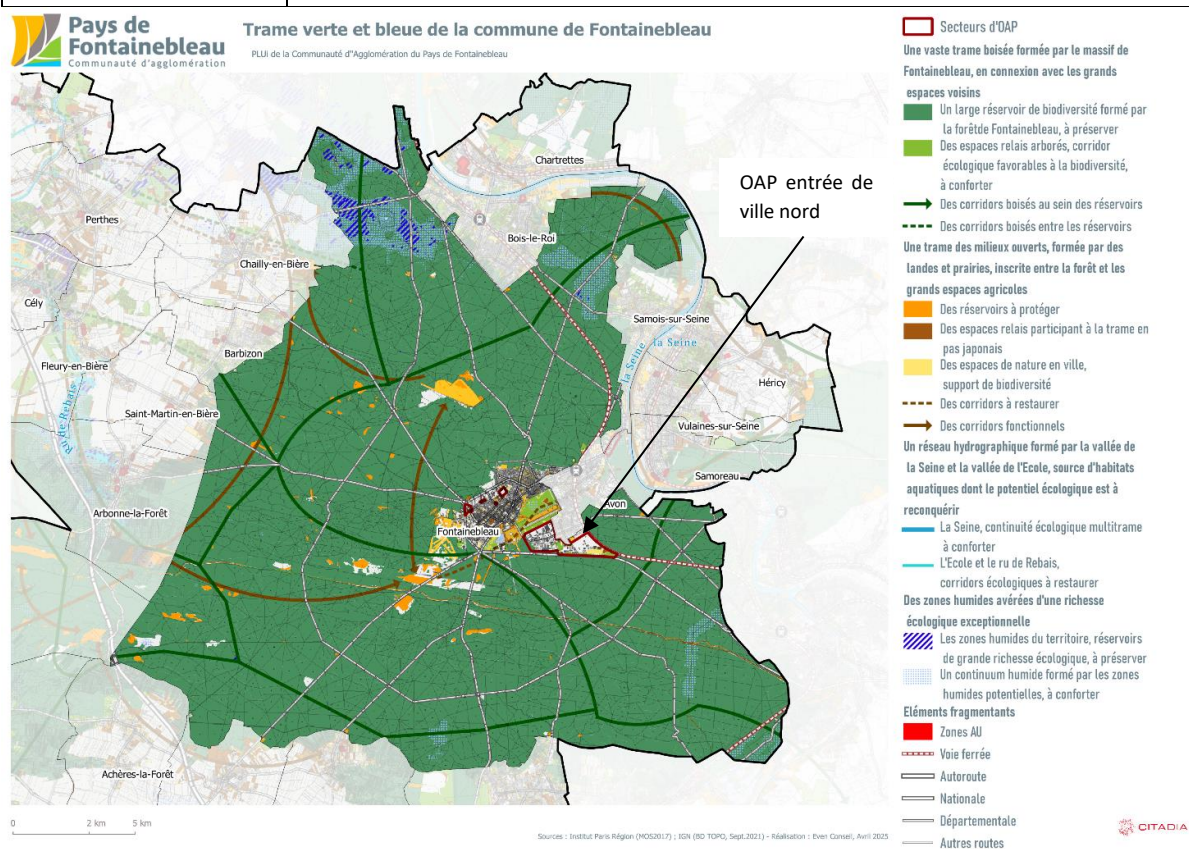 Pays de
Fontainebleau
Communauté d'agglomération
Trame verte et bleue de la commune de Fontainebleau
PLUi de la Communauté d"Agglomération du Pays de Fontainebleau
OAP entrée de
ville nord
Chartrettes
Perthes
Bois-le-Roi
Chailly-en-Bière
Cély
Samois-sur-Seine
la Seine
la Seine
Barbizon
Fleury-en-Bière
Héricy
Saint-Martin-en-Bière
Ru de Rebais
Vulaines-sur-Seine
Samoreau
Avon
Arbonne-la-Forêt
Fontainebleau
Achères-la-Forêt
0 2 km 5 km
Sources : Institut Paris Région (MOS2017) ; IGN (BD TOPO, Sept.2021) - Réalisation : Even Conseil, Avril 2025
Secteurs d'OAP
Une vaste trame boisée formée par le massif de
Fontainebleau, en connexion avec les grands
espaces voisins
Un large réservoir de biodiversité formé par
la forêtde Fontainebleau, à préserver
Des espaces relais arborés, corridor
écologique favorables à la biodiversité,
à conforter
Des corridors boisés au sein des réservoirs
Des corridors boisés entre les réservoirs
Une trame des milieux ouverts, formée par des
landes et prairies, inscrite entre la forêt et les
grands espaces agricoles
Des réservoirs à protéger
Des espaces relais participant à la trame en
pas japonais
Des espaces de nature en ville,
support de biodiversité
Des corridors à restaurer
Des corridors fonctionnels
Un réseau hydrographique formé par la vallée de
la Seine et la vallée de l'Ecole, source d'habitats
aquatiques dont le potentiel écologique est à
reconquérir
La Seine, continuité écologique multitrame
à conforter
L'Ecole et le ru de Rebais,
corridors écologiques à restaurer
Des zones humides avérées d'une richesse
écologique exceptionnelle
Les zones humides du territoire, réservoirs
de grande richesse écologique, à préserver
Un continuum humide formé par les zones
humides potentielles, à conforter
Eléments fragmentants
Zones AU
Voie ferrée
Autoroute
Nationale
Départementale
Autres routes
CITADIA